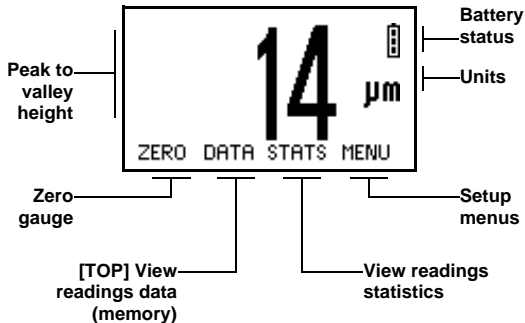 Battery
status
14
Peak to
valley
height
µm
Units
ZERO DATA STATS MENU
Zero
gauge
Setup
menus
[TOP] View
readings data
(memory)
View readings
statistics